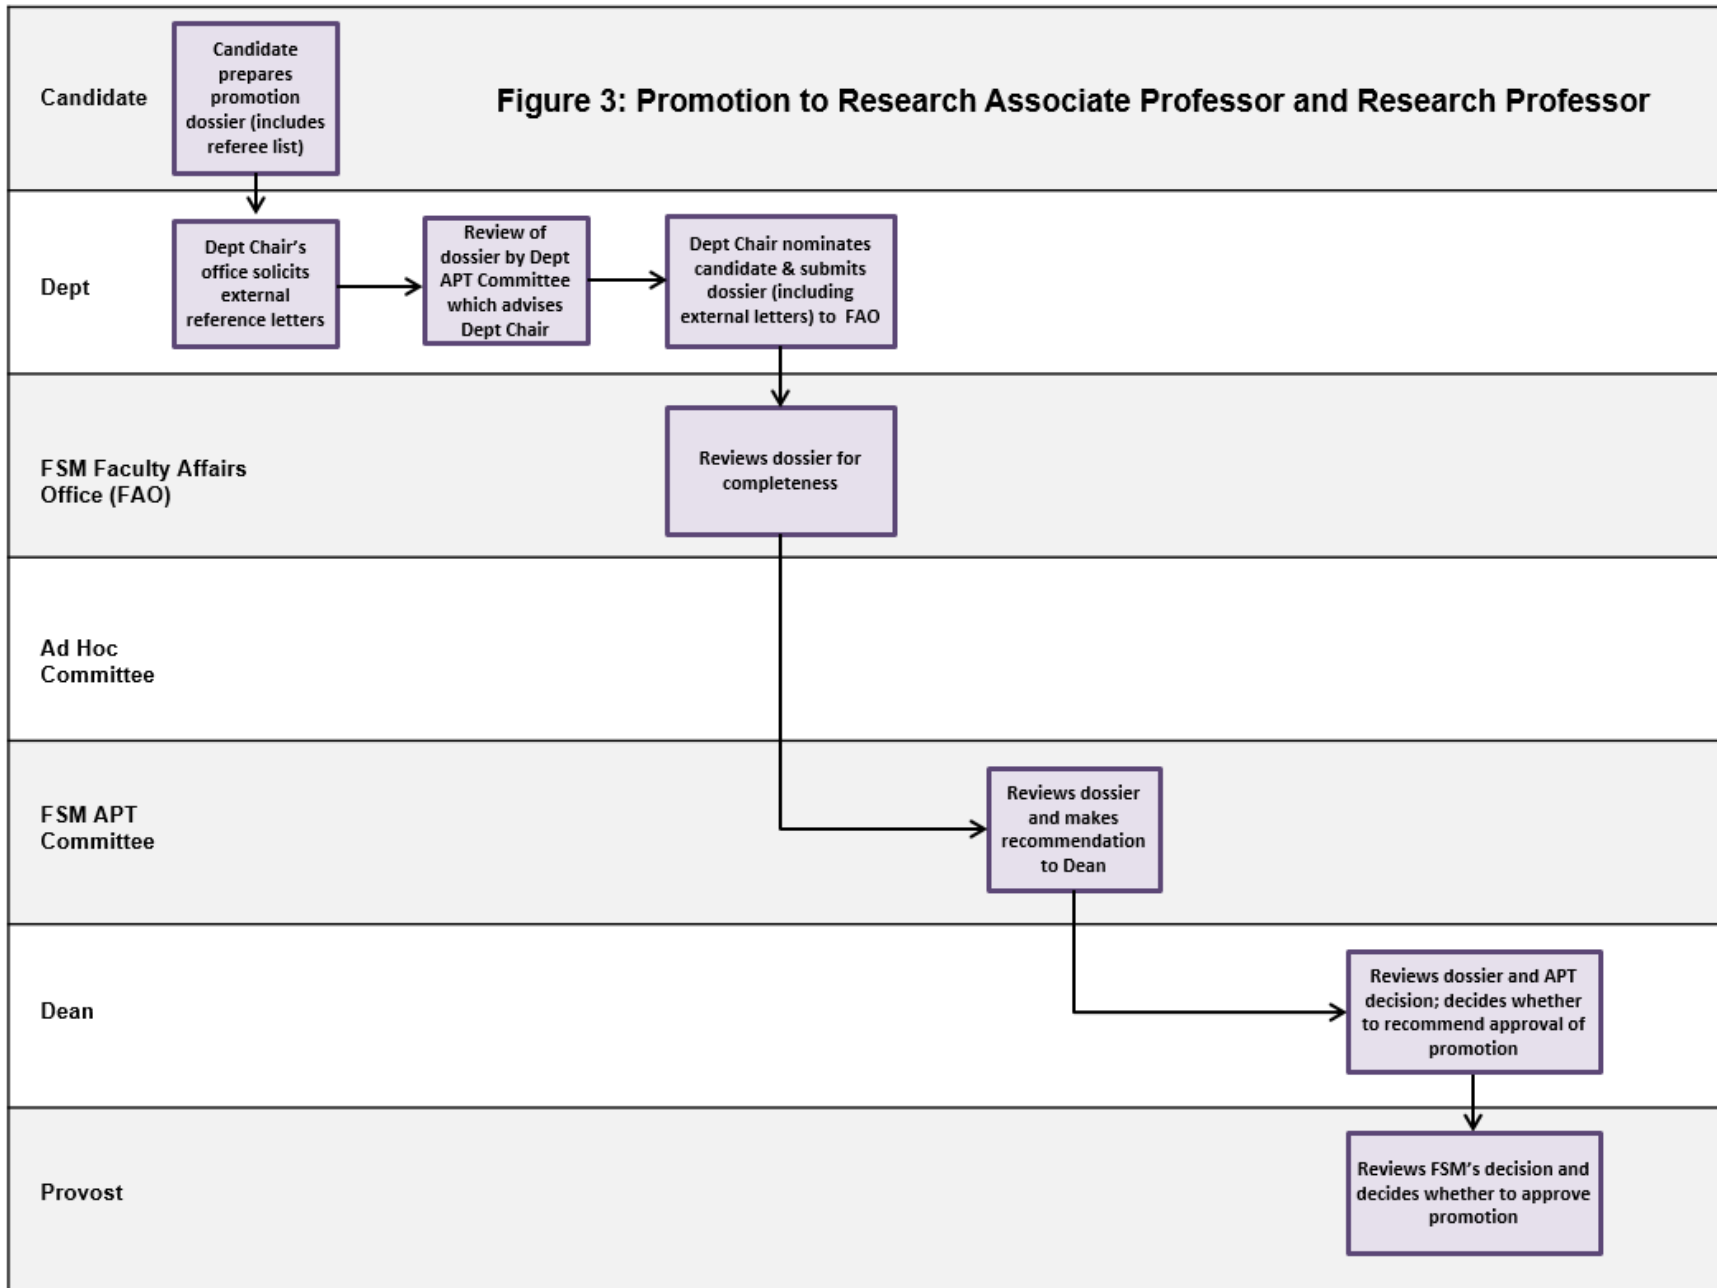 Candidate
Candidate
prepares
promotion
dossier (includes
referee list)
Figure 3: Promotion to Research Associate Professor and Research Professor
Dept
Dept Chair's
office solicits
external
reference letters
Review of
dossier by Dept
APT Committee
which advises
Dept Chair
Dept Chair nominates
candidate & submits
dossier (including
external letters) to FAO
FSM Faculty Affairs
Office (FAO)
Reviews dossier for
completeness
Ad Hoc
Committee
FSM APT
Committee
Reviews dossier
and makes
recommendation
to Dean
Dean
Reviews dossier and APT
decision; decides whether
to recommend approval of
promotion
Provost
Reviews FSM's decision and
decides whether to approve
promotion